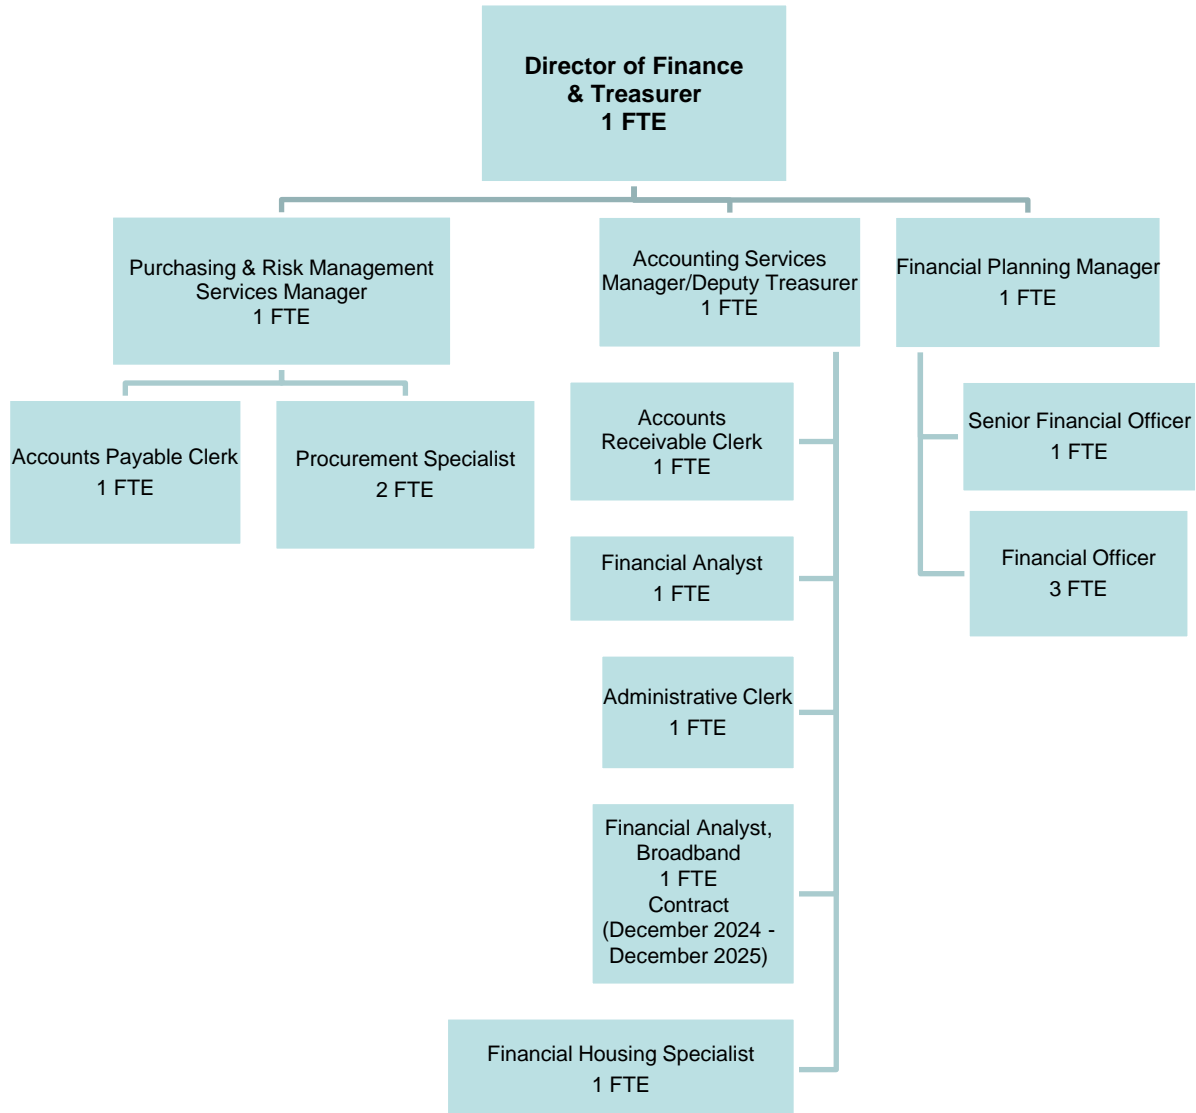 Director of Finance
& Treasurer
1 FTE
Purchasing & Risk Management
Services Manager
1 FTE
Accounting Services
Manager/Deputy Treasurer
1 FTE
Financial Planning Manager
1 FTE
Accounts Payable Clerk
1 FTE
Procurement Specialist
2 FTE
Accounts
Receivable Clerk
1 FTE
Financial Analyst
1 FTE
Administrative Clerk
1 FTE
Financial Analyst,
Broadband
1 FTE
Contract
(December 2024 -
December 2025)
Financial Housing Specialist
1 FTE
Senior Financial Officer
1 FTE
Financial Officer
3 FTE